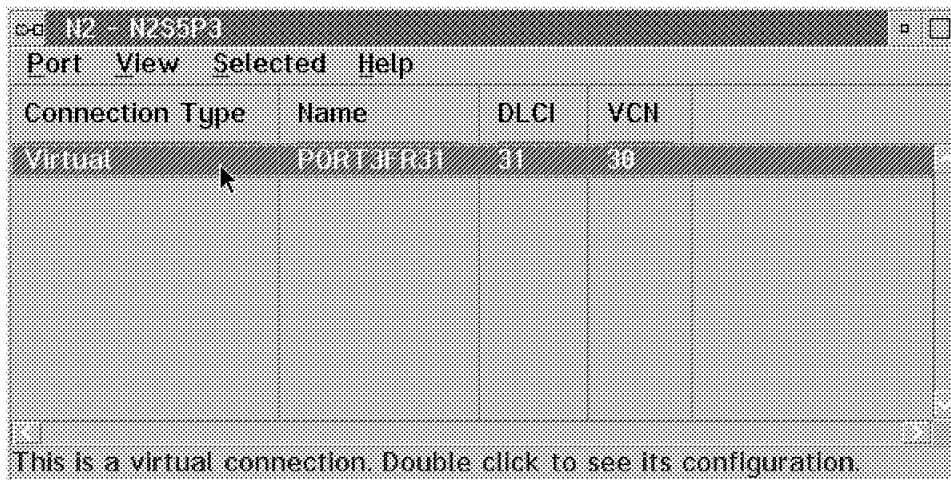 N2 - N2S5P3
Port View Selected Help
Connection Type Name DLCI VCN
Virtual PORT3FR31 31 30
This is a virtual connection. Double click to see its configuration.